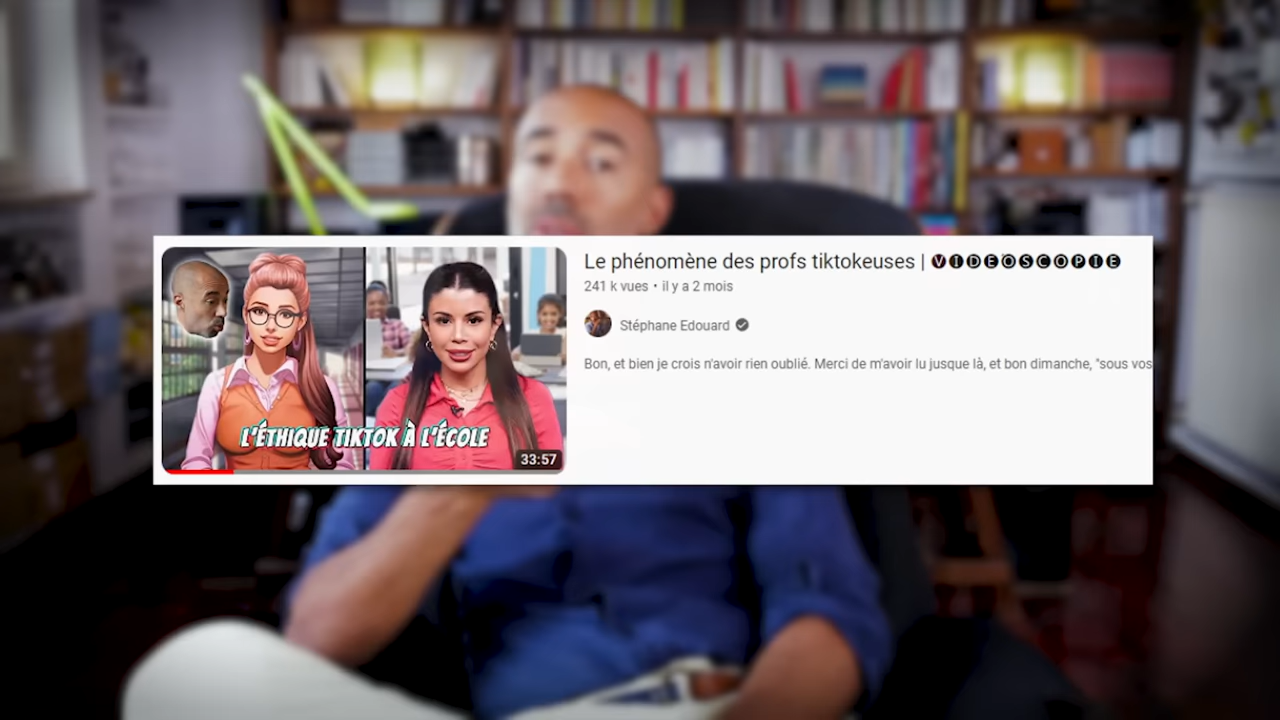 Le phénomène des profs tiktokeuses | 🅥🅘🅓🅔🅞🅢🅒🅞🅟🅘🅔
241 k vues • il y a 2 mois
Stéphane Edouard
Bon, et bien je crois n'avoir rien oublié. Merci de m'avoir lu jusque là, et bon dimanche, "sous vos
L'ÉTHIQUE TIKTOK À L'ÉCOLE
33:57